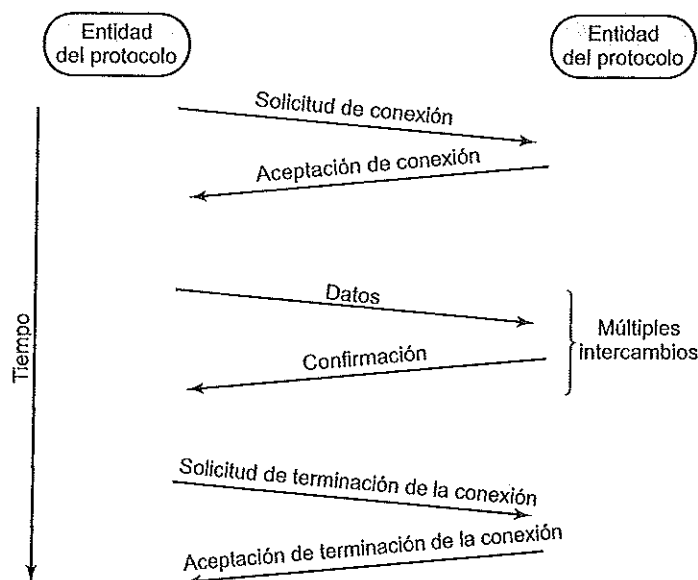 Entidad
del protocolo
Entidad
del protocolo
Solicitud de conexión
Aceptación de conexión
Datos
Confirmación
Múltiples
intercambios
Tiempo
Solicitud de terminación de la conexión
Aceptación de terminación de la conexión